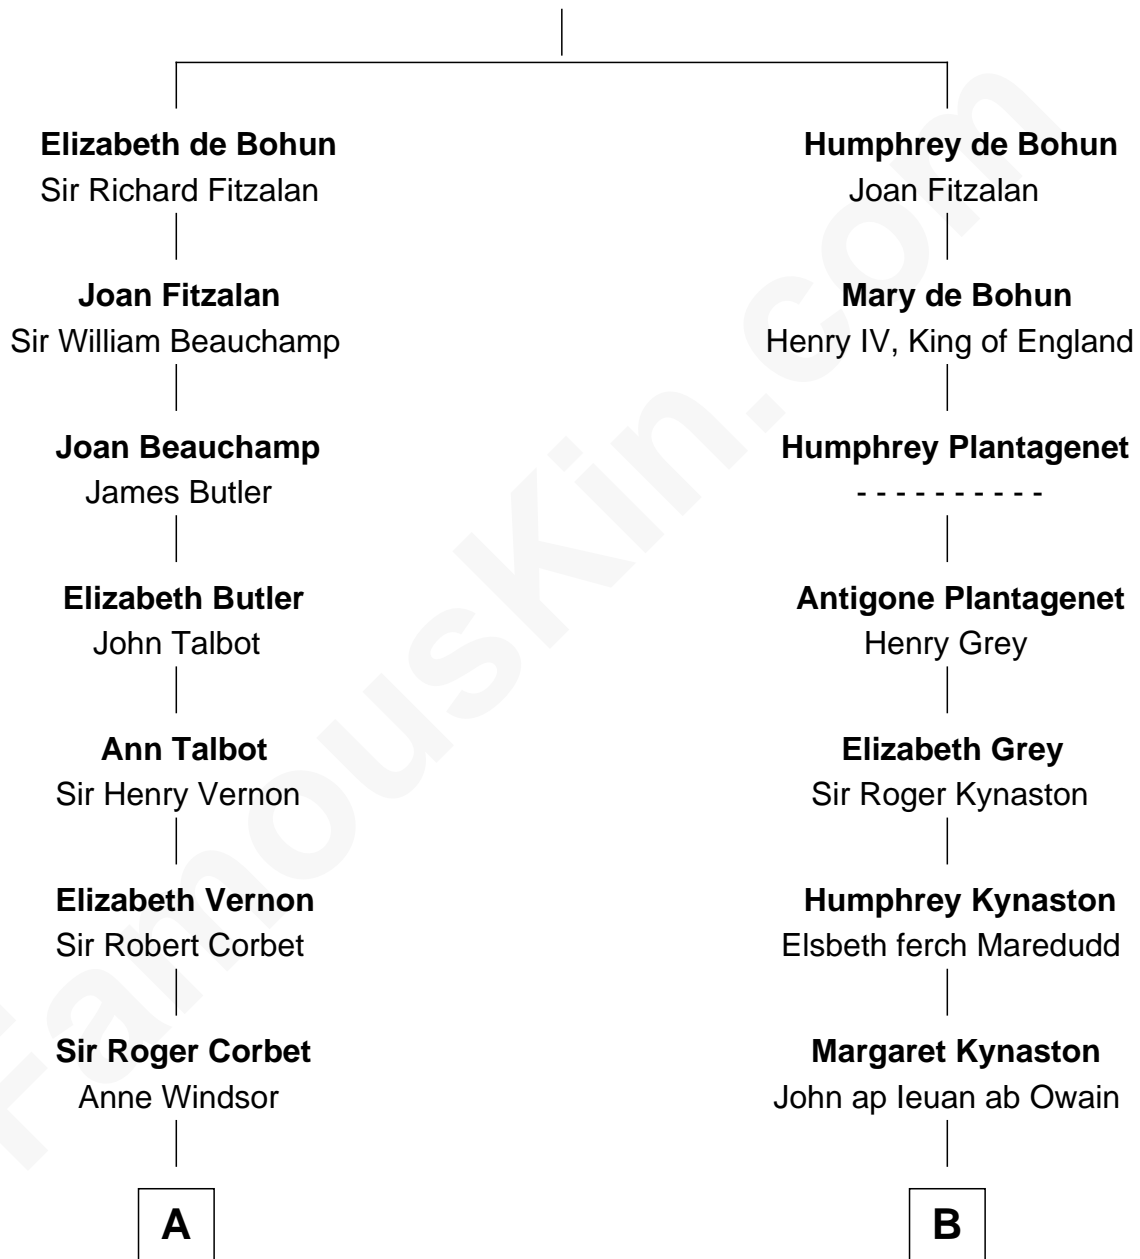 Elizabeth de Bohun
Sir Richard Fitzalan
Joan Fitzalan
Sir William Beauchamp
Joan Beauchamp
James Butler
Elizabeth Butler
John Talbot
Ann Talbot
Sir Henry Vernon
Elizabeth Vernon
Sir Robert Corbet
Sir Roger Corbet
Anne Windsor
A
Humphrey de Bohun
Joan Fitzalan
Mary de Bohun
Henry IV, King of England
Humphrey Plantagenet
- - - - - - - - - -
Antigone Plantagenet
Henry Grey
Elizabeth Grey
Sir Roger Kynaston
Humphrey Kynaston
Elsbeth ferch Maredudd
Margaret Kynaston
John ap Ieuan ab Owain
B
FamousKin.com